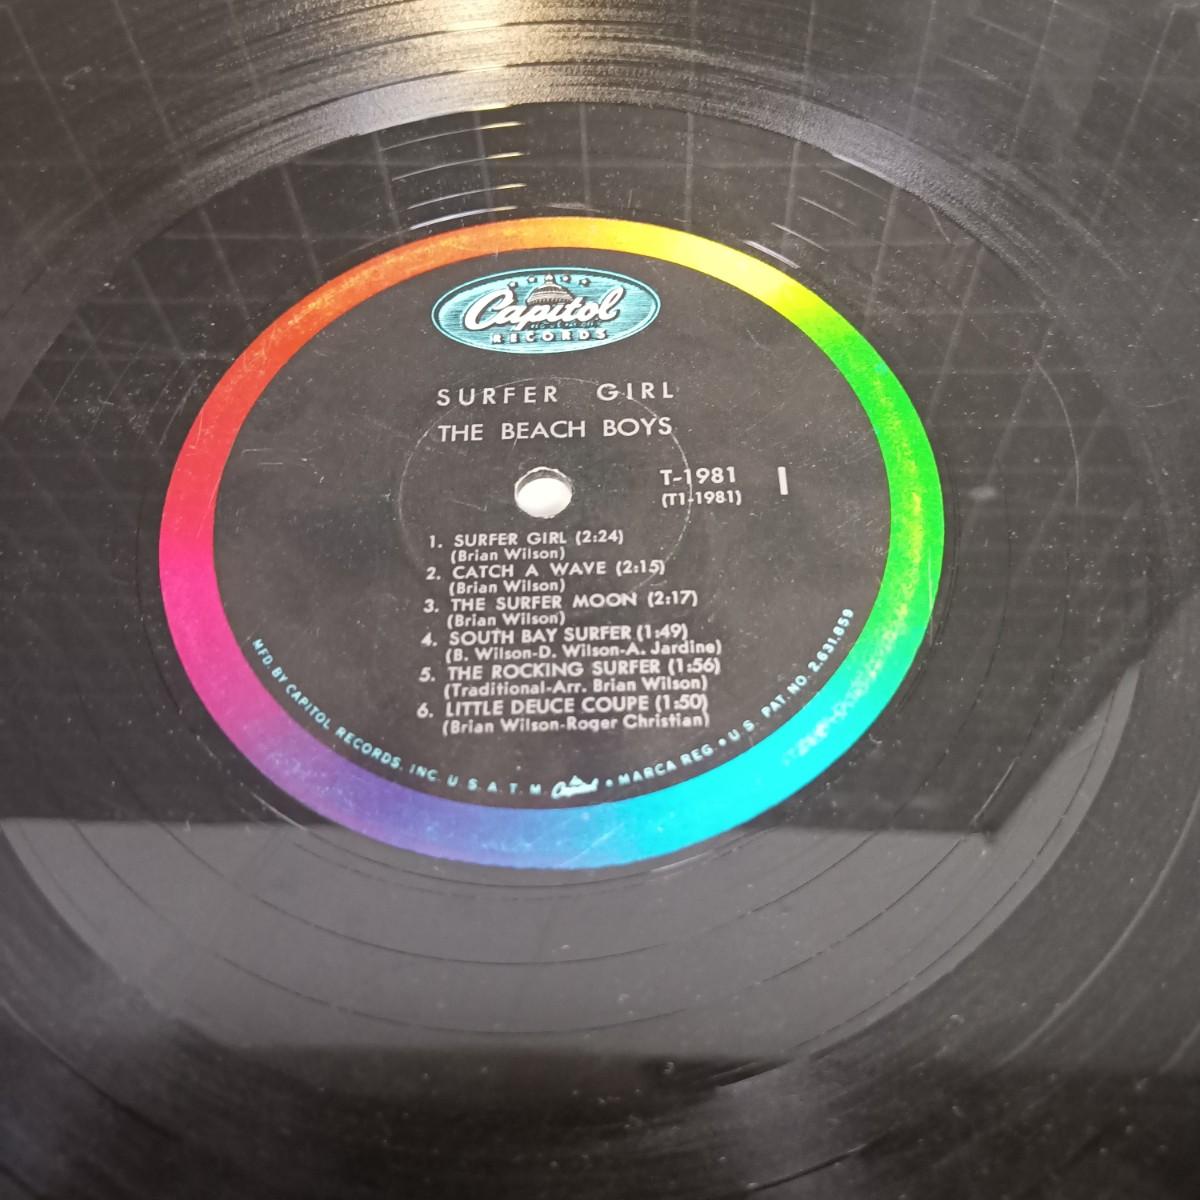 Capitol
RECORDS
SURFER GIRL
THE BEACH BOYS
T-1981 I
(T1-1981)
1. SURFER GIRL (2:24)
(Brian Wilson)
2. CATCH A WAVE (2:15)
(Brian Wilson)
3. THE SURFER MOON (2:17)
(Brian Wilson)
4. SOUTH BAY SURFER (1:49)
(B. Wilson-D. Wilson-A. Jardine)
5. THE ROCKING SURFER (1:56)
(Traditional-Arr. Brian Wilson)
6. LITTLE DEUCE COUPE (1:50)
(Brian Wilson-Roger Christian)
MFD. BY CAPITOL RECORDS, INC. U. S. A. T. M. Capitol • MARCA REG. • U. S. PAT. NO. 2,631,859